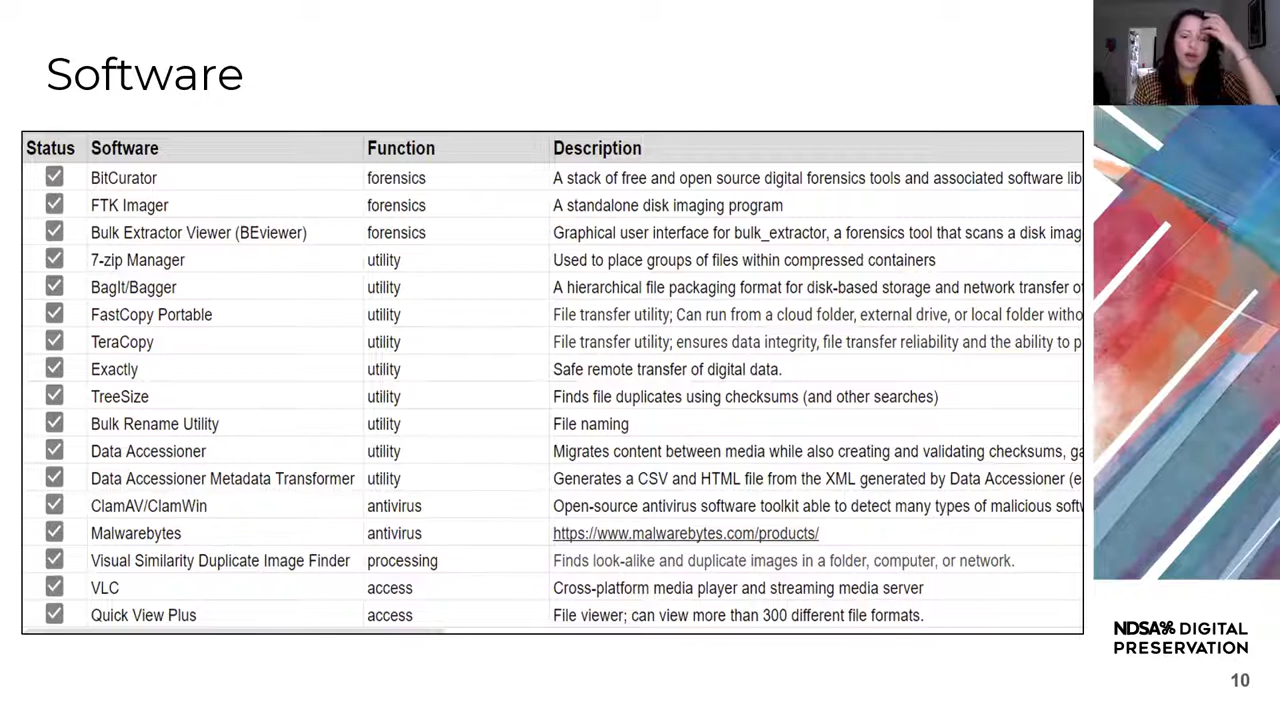 Software
Status Software Function Description
BitCurator forensics A stack of free and open source digital forensics tools and associated software lib
FTK Imager forensics A standalone disk imaging program
Bulk Extractor Viewer (BEviewer) forensics Graphical user interface for bulk_extractor, a forensics tool that scans a disk imag
7-zip Manager utility Used to place groups of files within compressed containers
BagIt/Bagger utility A hierarchical file packaging format for disk-based storage and network transfer o
FastCopy Portable utility File transfer utility; Can run from a cloud folder, external drive, or local folder witho
TeraCopy utility File transfer utility; ensures data integrity, file transfer reliability and the ability to p
Exactly utility Safe remote transfer of digital data.
TreeSize utility Finds file duplicates using checksums (and other searches)
Bulk Rename Utility utility File naming
Data Accessioner utility Migrates content between media while also creating and validating checksums, ga
Data Accessioner Metadata Transformer utility Generates a CSV and HTML file from the XML generated by Data Accessioner (e
ClamAV/ClamWin antivirus Open-source antivirus software toolkit able to detect many types of malicious softw
Malwarebytes antivirus https://www.malwarebytes.com/products/
Visual Similarity Duplicate Image Finder processing Finds look-alike and duplicate images in a folder, computer, or network.
VLC access Cross-platform media player and streaming media server
Quick View Plus access File viewer; can view more than 300 different file formats.
NDSA DIGITAL
PRESERVATION
10